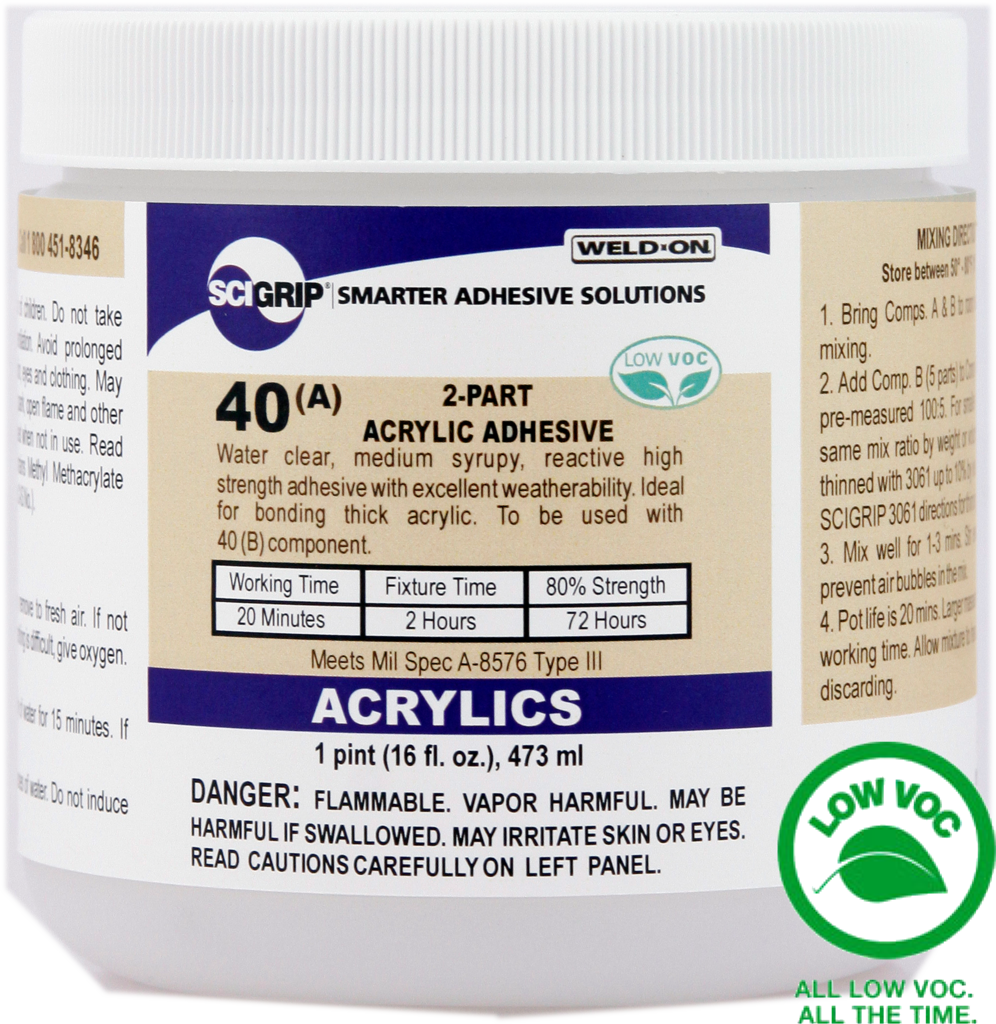 1 800 451-8346
children. Do not take
Avoid prolonged
eyes and clothing. May
open flame and other
when not in use. Read
Methyl Methacrylate
to fresh air. If not
is difficult, give oxygen.
water for 15 minutes. If
of water. Do not induce
WELD-ON
SCIGRIP® SMARTER ADHESIVE SOLUTIONS
LOW VOC
40 (A)
2-PART
ACRYLIC ADHESIVE
Water clear, medium syrupy, reactive high
strength adhesive with excellent weatherability. Ideal
for bonding thick acrylic. To be used with
40 (B) component.
Working Time Fixture Time 80% Strength
20 Minutes 2 Hours 72 Hours
Meets Mil Spec A-8576 Type III
ACRYLICS
1 pint (16 fl. oz.), 473 ml
DANGER: FLAMMABLE. VAPOR HARMFUL. MAY BE
HARMFUL IF SWALLOWED. MAY IRRITATE SKIN OR EYES.
READ CAUTIONS CAREFULLY ON LEFT PANEL.
MIXING
Store between 50° -
1. Bring Comps. A & B to
mixing.
2. Add Comp. B (5 parts) to
pre-measured 100:5. For
same mix ratio by weight or
thinned with 3061 up to 10%
SCIGRIP 3061 directions
3. Mix well for 1-3 mins.
prevent air bubbles in the mix.
4. Pot life is 20 mins. Larger
working time. Allow mixture to
discarding.
LOW VOC
ALL LOW VOC.
ALL THE TIME.